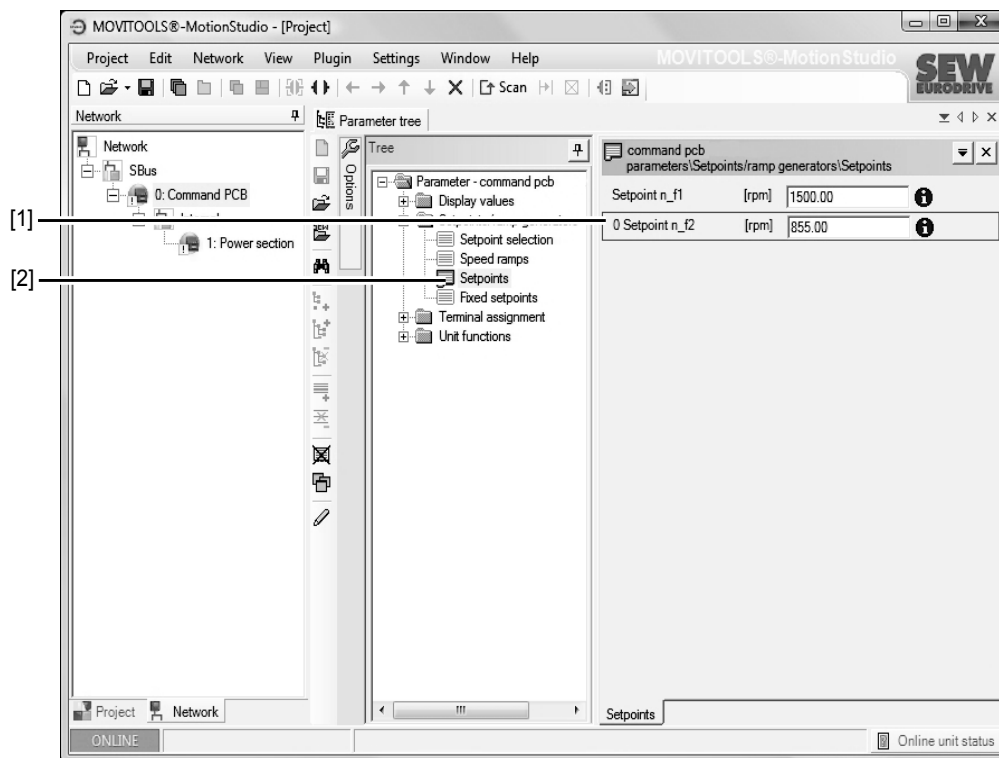 MOVITOOLS®-MotionStudio - [Project]
Project Edit Network View Plugin Settings Window Help
MOVITOOLS®-MotionStudio
SEW
EURODRIVE
Scan
Network
Parameter tree
Network
SBus
0: Command PCB
1: Power section
Options
Tree
Parameter - command pcb
Display values
Setpoint selection
Speed ramps
Setpoints
Fixed setpoints
Terminal assignment
Unit functions
command pcb
parameters\Setpoints/ramp generators\Setpoints
Setpoint n_f1 [rpm] 1500.00
0 Setpoint n_f2 [rpm] 855.00
[1]
[2]
Project Network
Setpoints
ONLINE
Online unit status